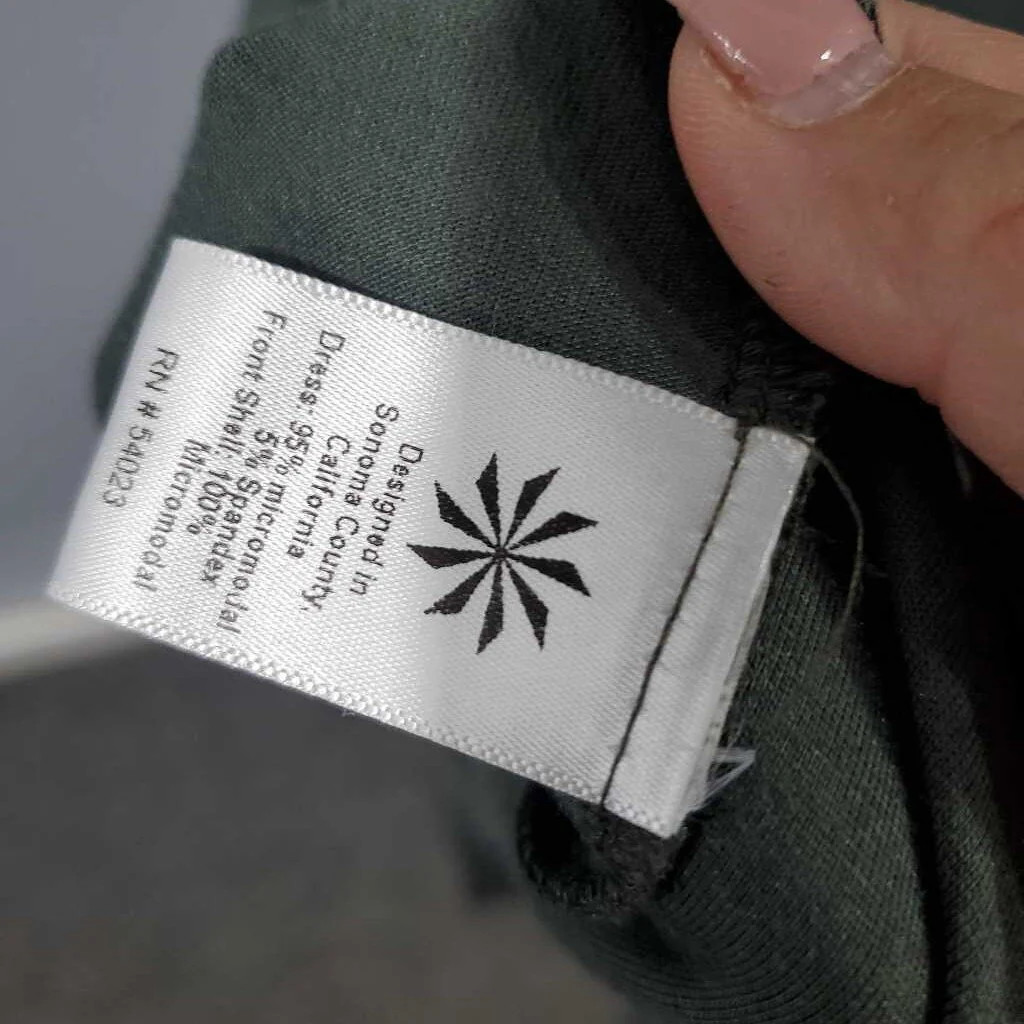 Designed in
Sonoma County,
California
Dress: 95% micromodal
5% Spandex
Front Shell: 100%
Micromodal
RN # 54023